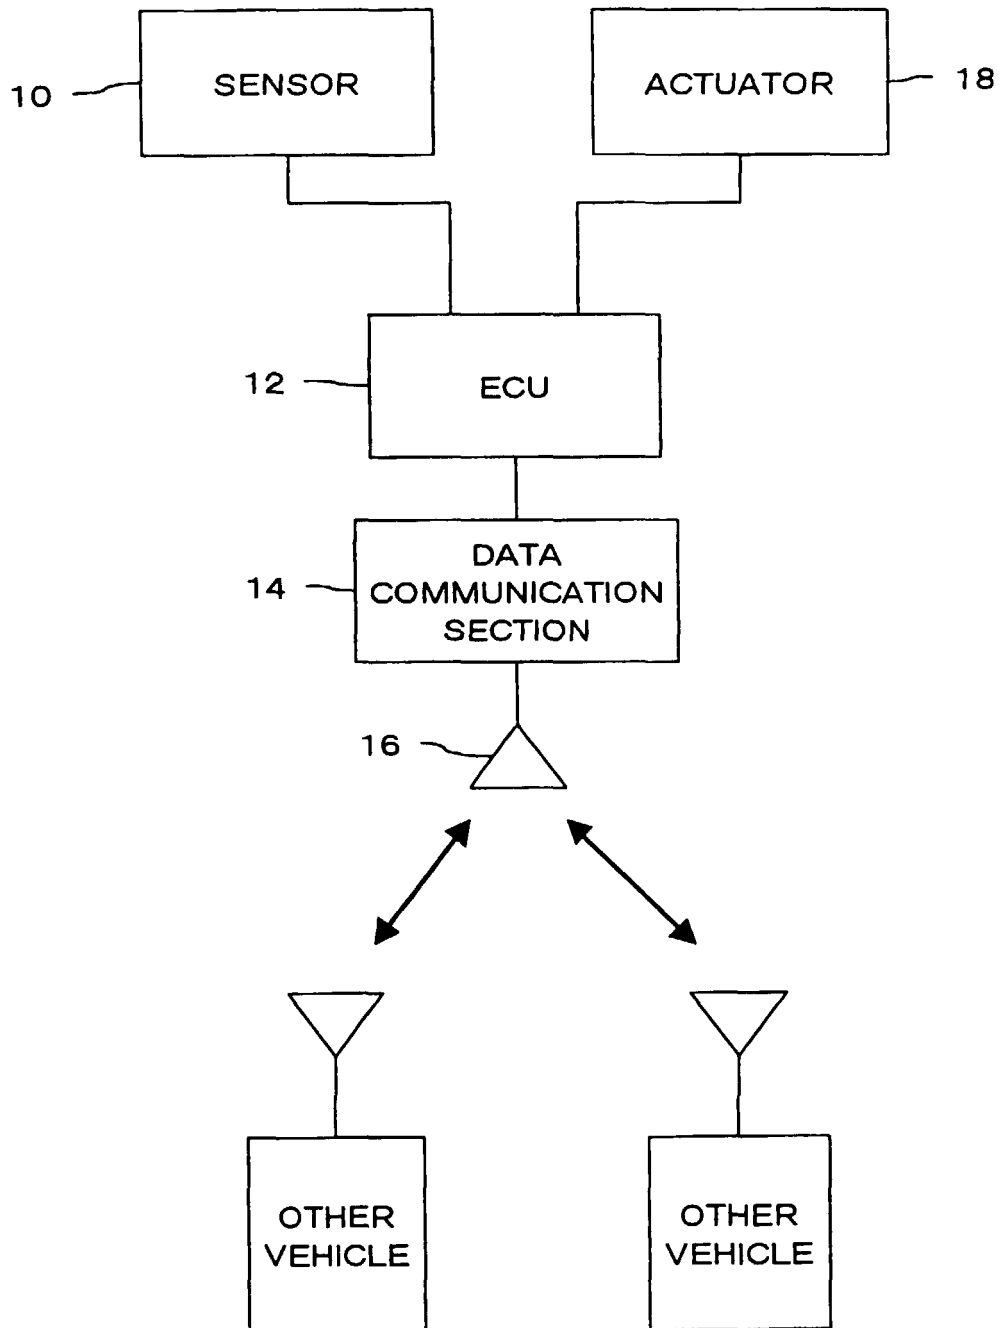 10
SENSOR
ACTUATOR
18
12
ECU
14
DATA
COMMUNICATION
SECTION
16
OTHER
VEHICLE
OTHER
VEHICLE